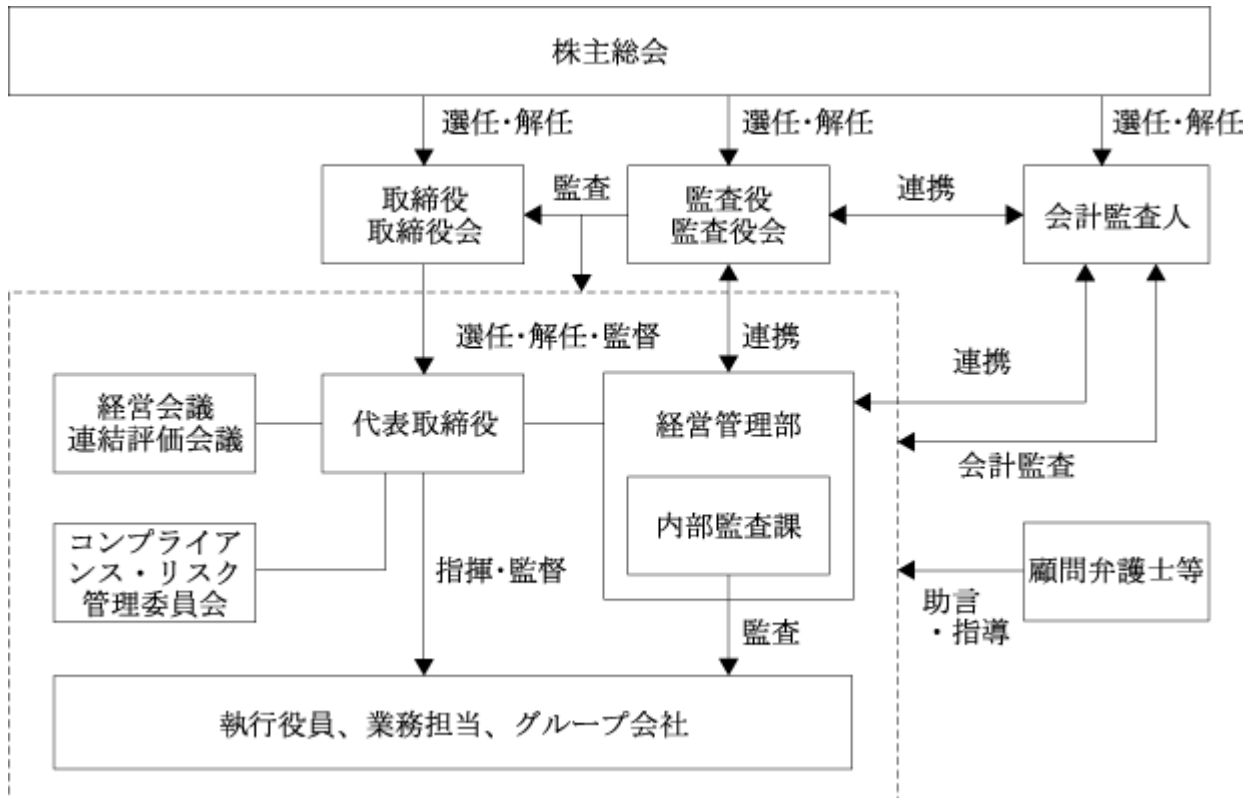 株主総会
選任・解任
選任・解任
選任・解任
取締役
取締役会
監査
監査役
監査役会
連携
会計監査人
選任・解任・監督
連携
連携
経営会議
連結評価会議
代表取締役
経営管理部
会計監査
内部監査課
コンプライア
ンス・リスク
管理委員会
指揮・監督
顧問弁護士等
助言
・指導
監査
執行役員、業務担当、グループ会社